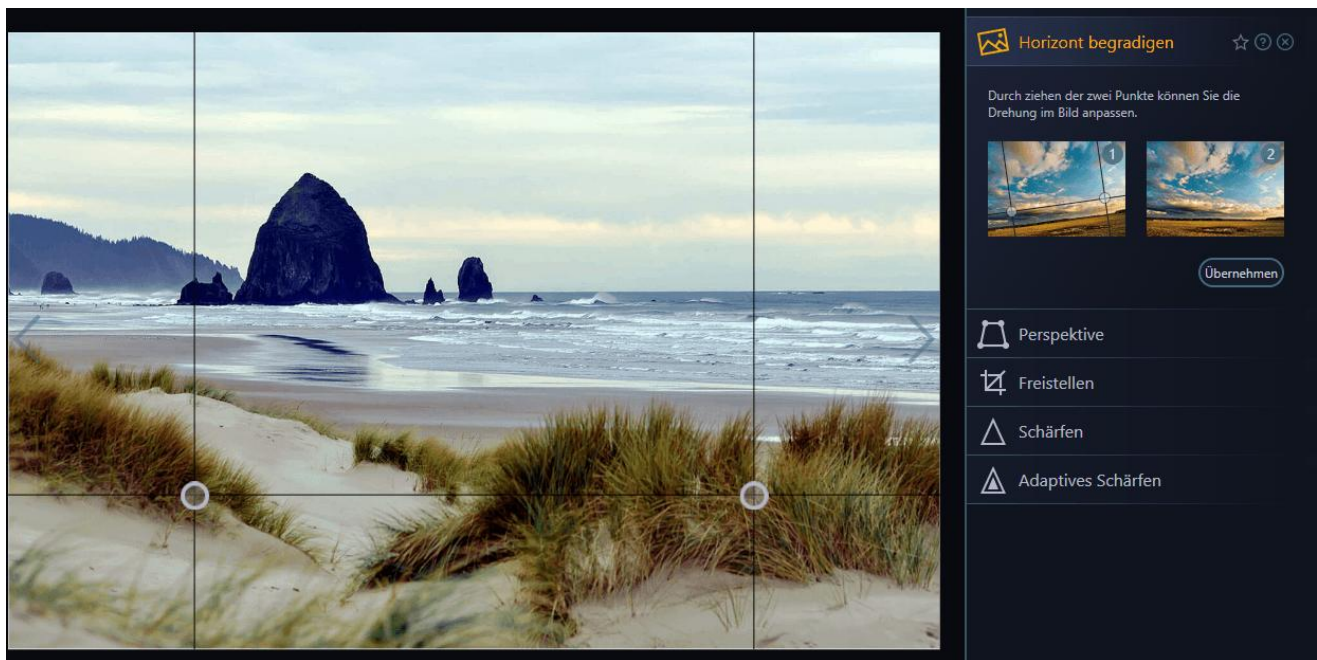 Horizont begradigen
Durch ziehen der zwei Punkte können Sie die
Drehung im Bild anpassen.
1
2
Übernehmen
Perspektive
Freistellen
Schärfen
Adaptives Schärfen